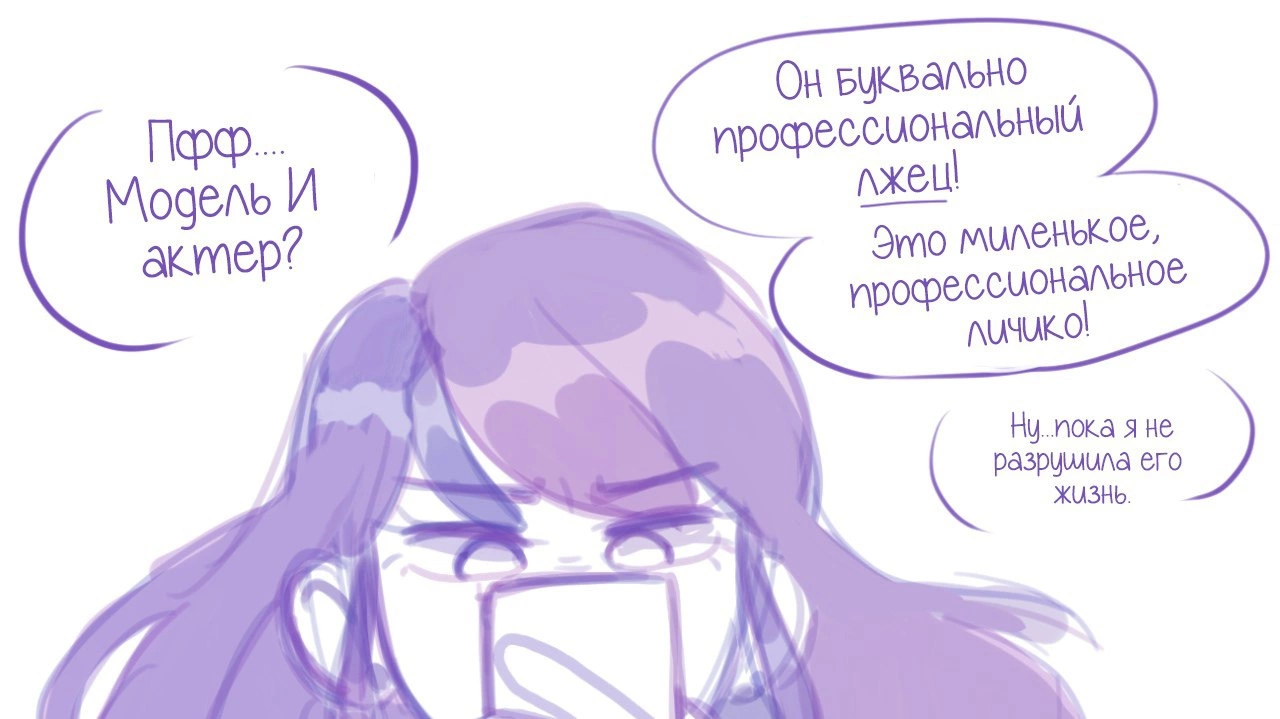 Пфф....
Модель И
актер?
Он буквально
профессиональный
лжец!
Это миленькое,
профессиональное
личико!
Ну...пока я не
разрушила его
жизнь.